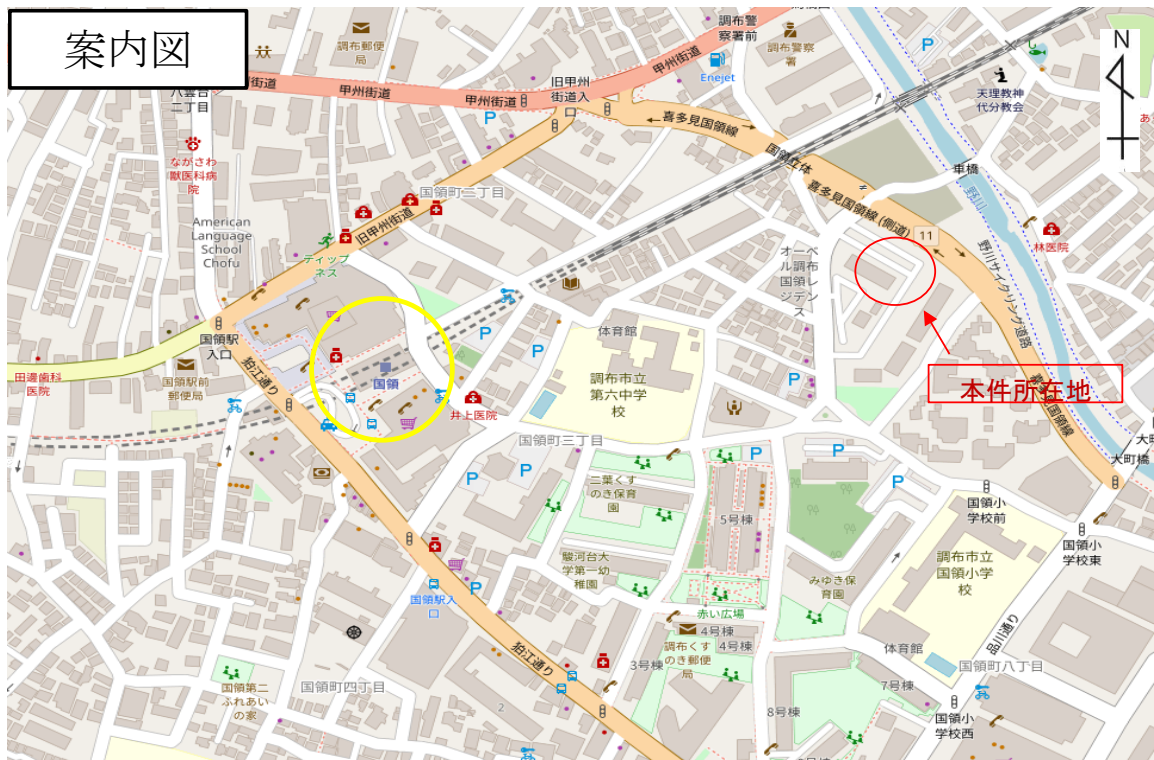 案内図
N
調布郵便
局
調布警
察署前
調布警察
署
Enejet
P
天理教神
代分教会
八雲台
二丁目
甲州街道
甲州街道
甲州街道
旧甲州
街道入
口
喜多見国領線
国領立体
車橋
野川
ながさわ
獣医科病
院
国領町二丁目
American
Language
School
Chofu
旧甲州街道
ティップ
ネス
喜多見国領線 (側道)
11
野川サイクリング道路
林医院
オーベ
ル調布
国領レジ
デンス
国領駅
入口
国領駅前
郵便局
田邊歯科
医院
狛江通り
国領
井上医院
体育館
調布市立
第六中学
校
本件所在地
喜多見国領線
大町橋
国領町三丁目
二葉くす
のき保育
園
5号棟
国領小
学校前
国領小
学校東
調布市立
国領小学
校
駿河台大
学第一幼
稚園
みゆき保
育園
国領駅入
口
赤い広場
4号棟
4号棟
調布くす
のき郵便
局
3号棟
狛江通り
体育館
品川通り
国領町八丁目
7号棟
8号棟
国領小
学校西
国領第二
ふれあい
の家
国領町四丁目
2